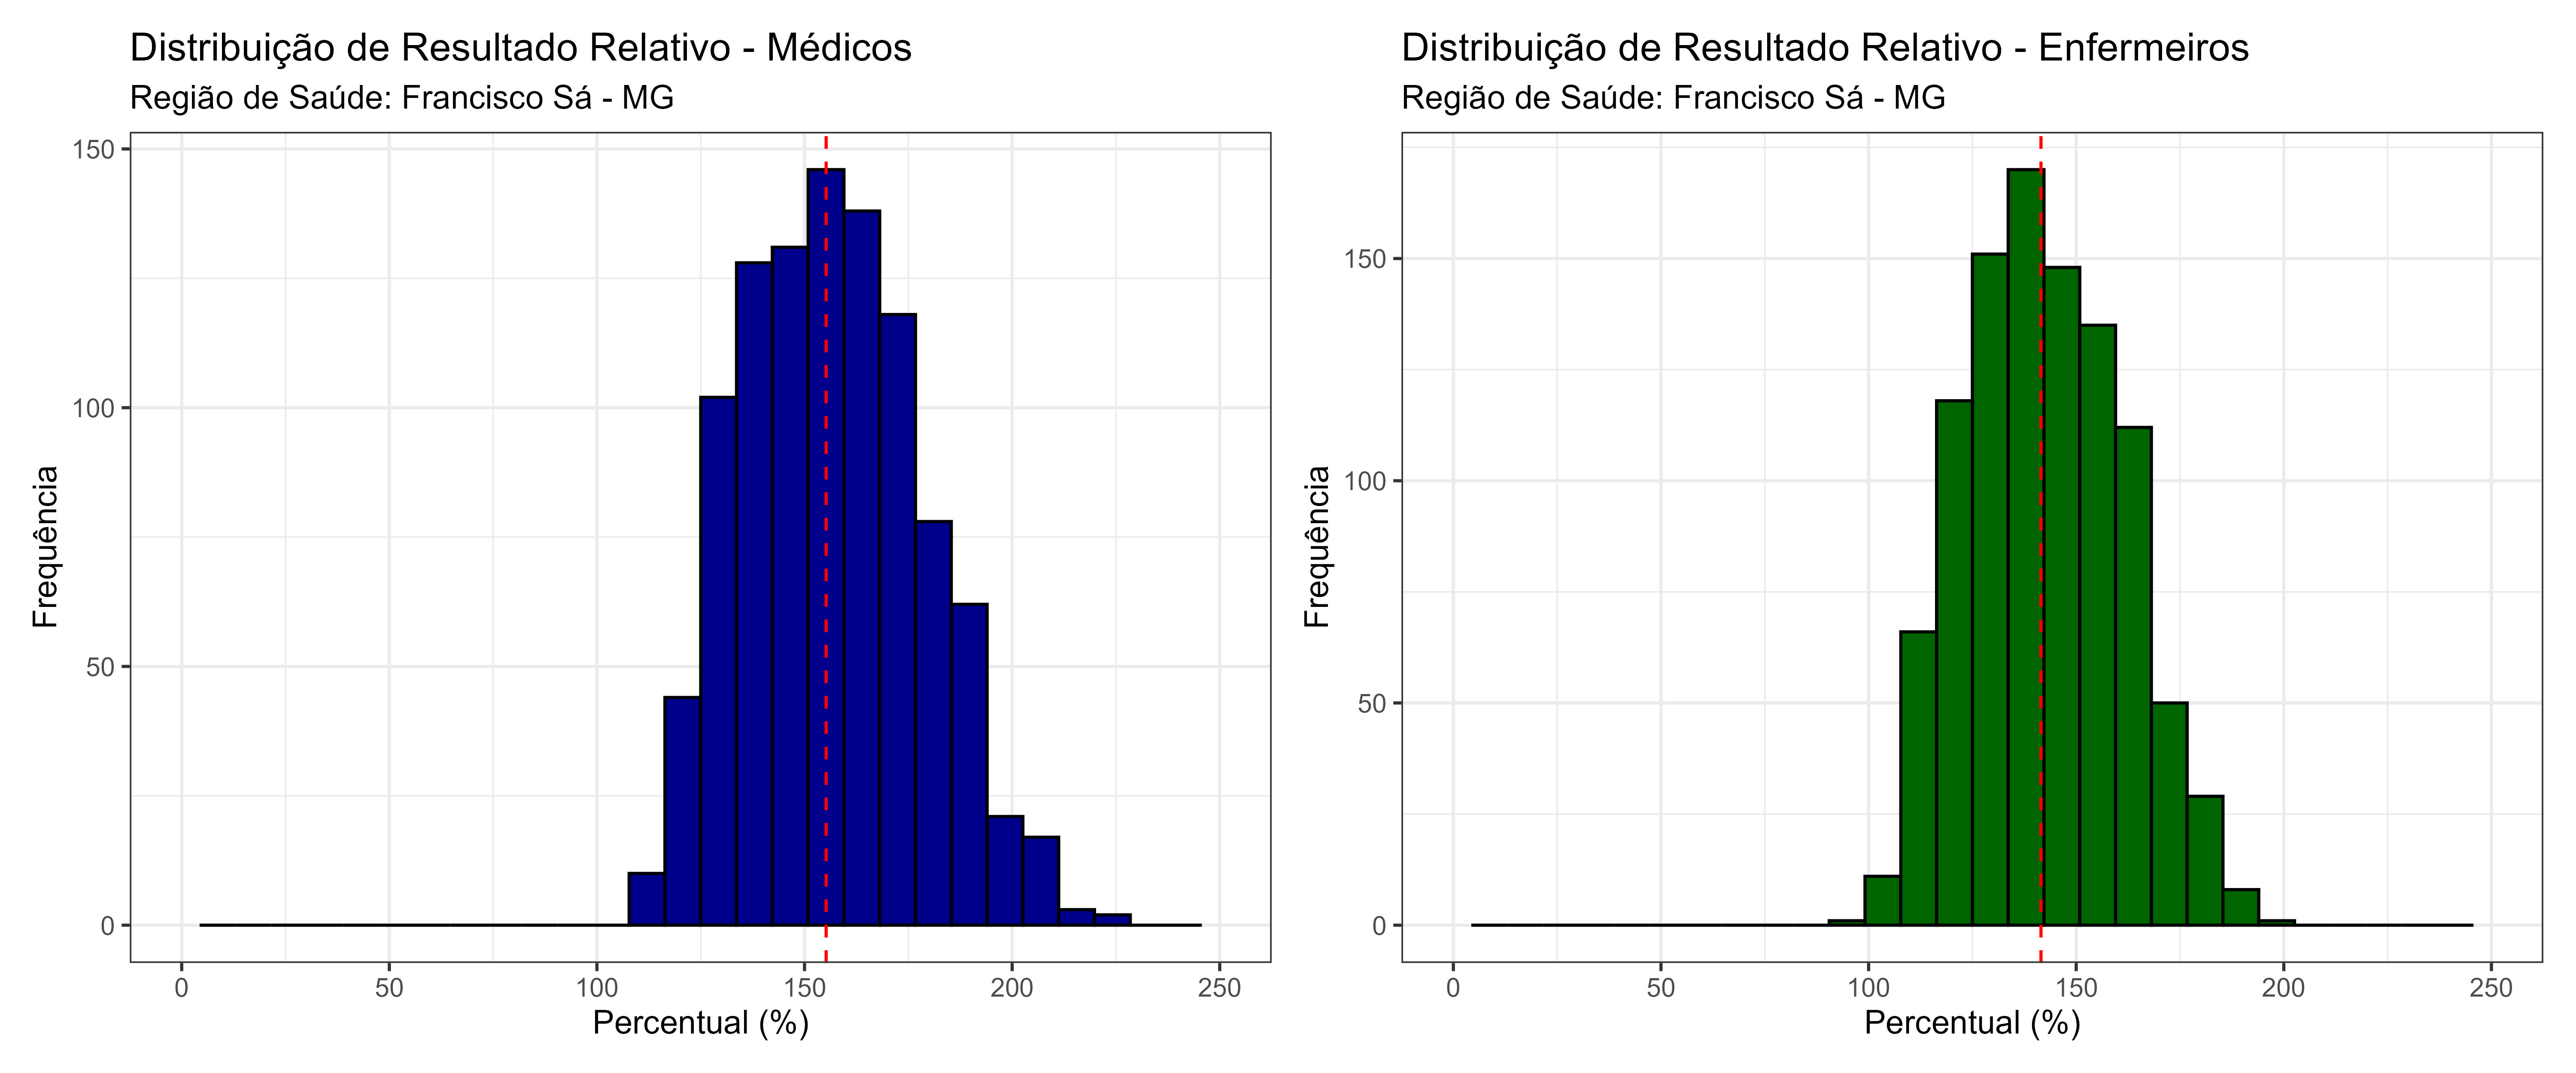 Distribuição de Resultado Relativo - Médicos
Região de Saúde: Francisco Sá - MG
150
100
50
0
Frequência
0 50 100 150 200 250
Percentual (%)
Distribuição de Resultado Relativo - Enfermeiros
Região de Saúde: Francisco Sá - MG
150
100
50
0
Frequência
0 50 100 150 200 250
Percentual (%)